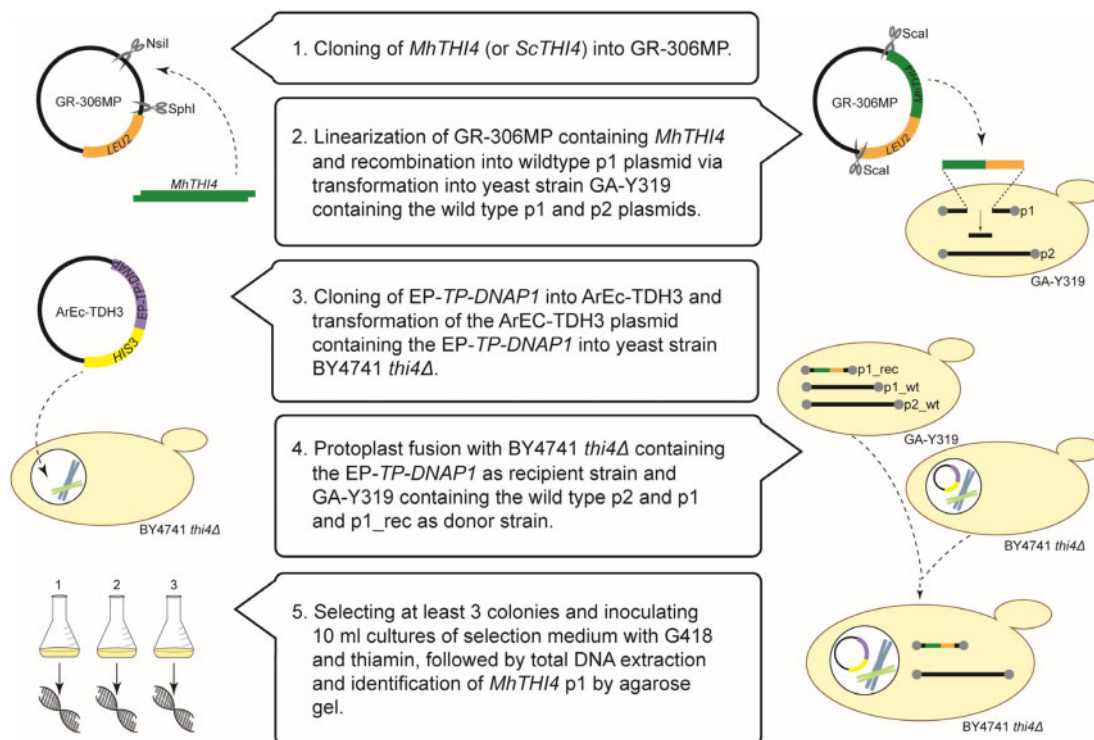 NsiI
GR-306MP
SphI
LEU2
MhTHI4
1. Cloning of MhTHI4 (or ScTHI4) into GR-306MP.
2. Linearization of GR-306MP containing MhTHI4
and recombination into wildtype p1 plasmid via
transformation into yeast strain GA-Y319
containing the wild type p1 and p2 plasmids.
ScaI
MhTHI4
GR-306MP
LEU2
ScaI
p1
p2
GA-Y319
EP-TP-DNAP
ArEc-TDH3
HIS3
BY4741 thi4Δ
3. Cloning of EP-TP-DNAP1 into ArEc-TDH3 and
transformation of the ArEC-TDH3 plasmid
containing the EP-TP-DNAP1 into yeast strain
BY4741 thi4Δ.
4. Protoplast fusion with BY4741 thi4Δ containing
the EP-TP-DNAP1 as recipient strain and
GA-Y319 containing the wild type p2 and p1
and p1_rec as donor strain.
p1_rec
p1_wt
p2_wt
GA-Y319
BY4741 thi4Δ
1 2 3
5. Selecting at least 3 colonies and inoculating
10 ml cultures of selection medium with G418
and thiamin, followed by total DNA extraction
and identification of MhTHI4 p1 by agarose
gel.
BY4741 thi4Δ